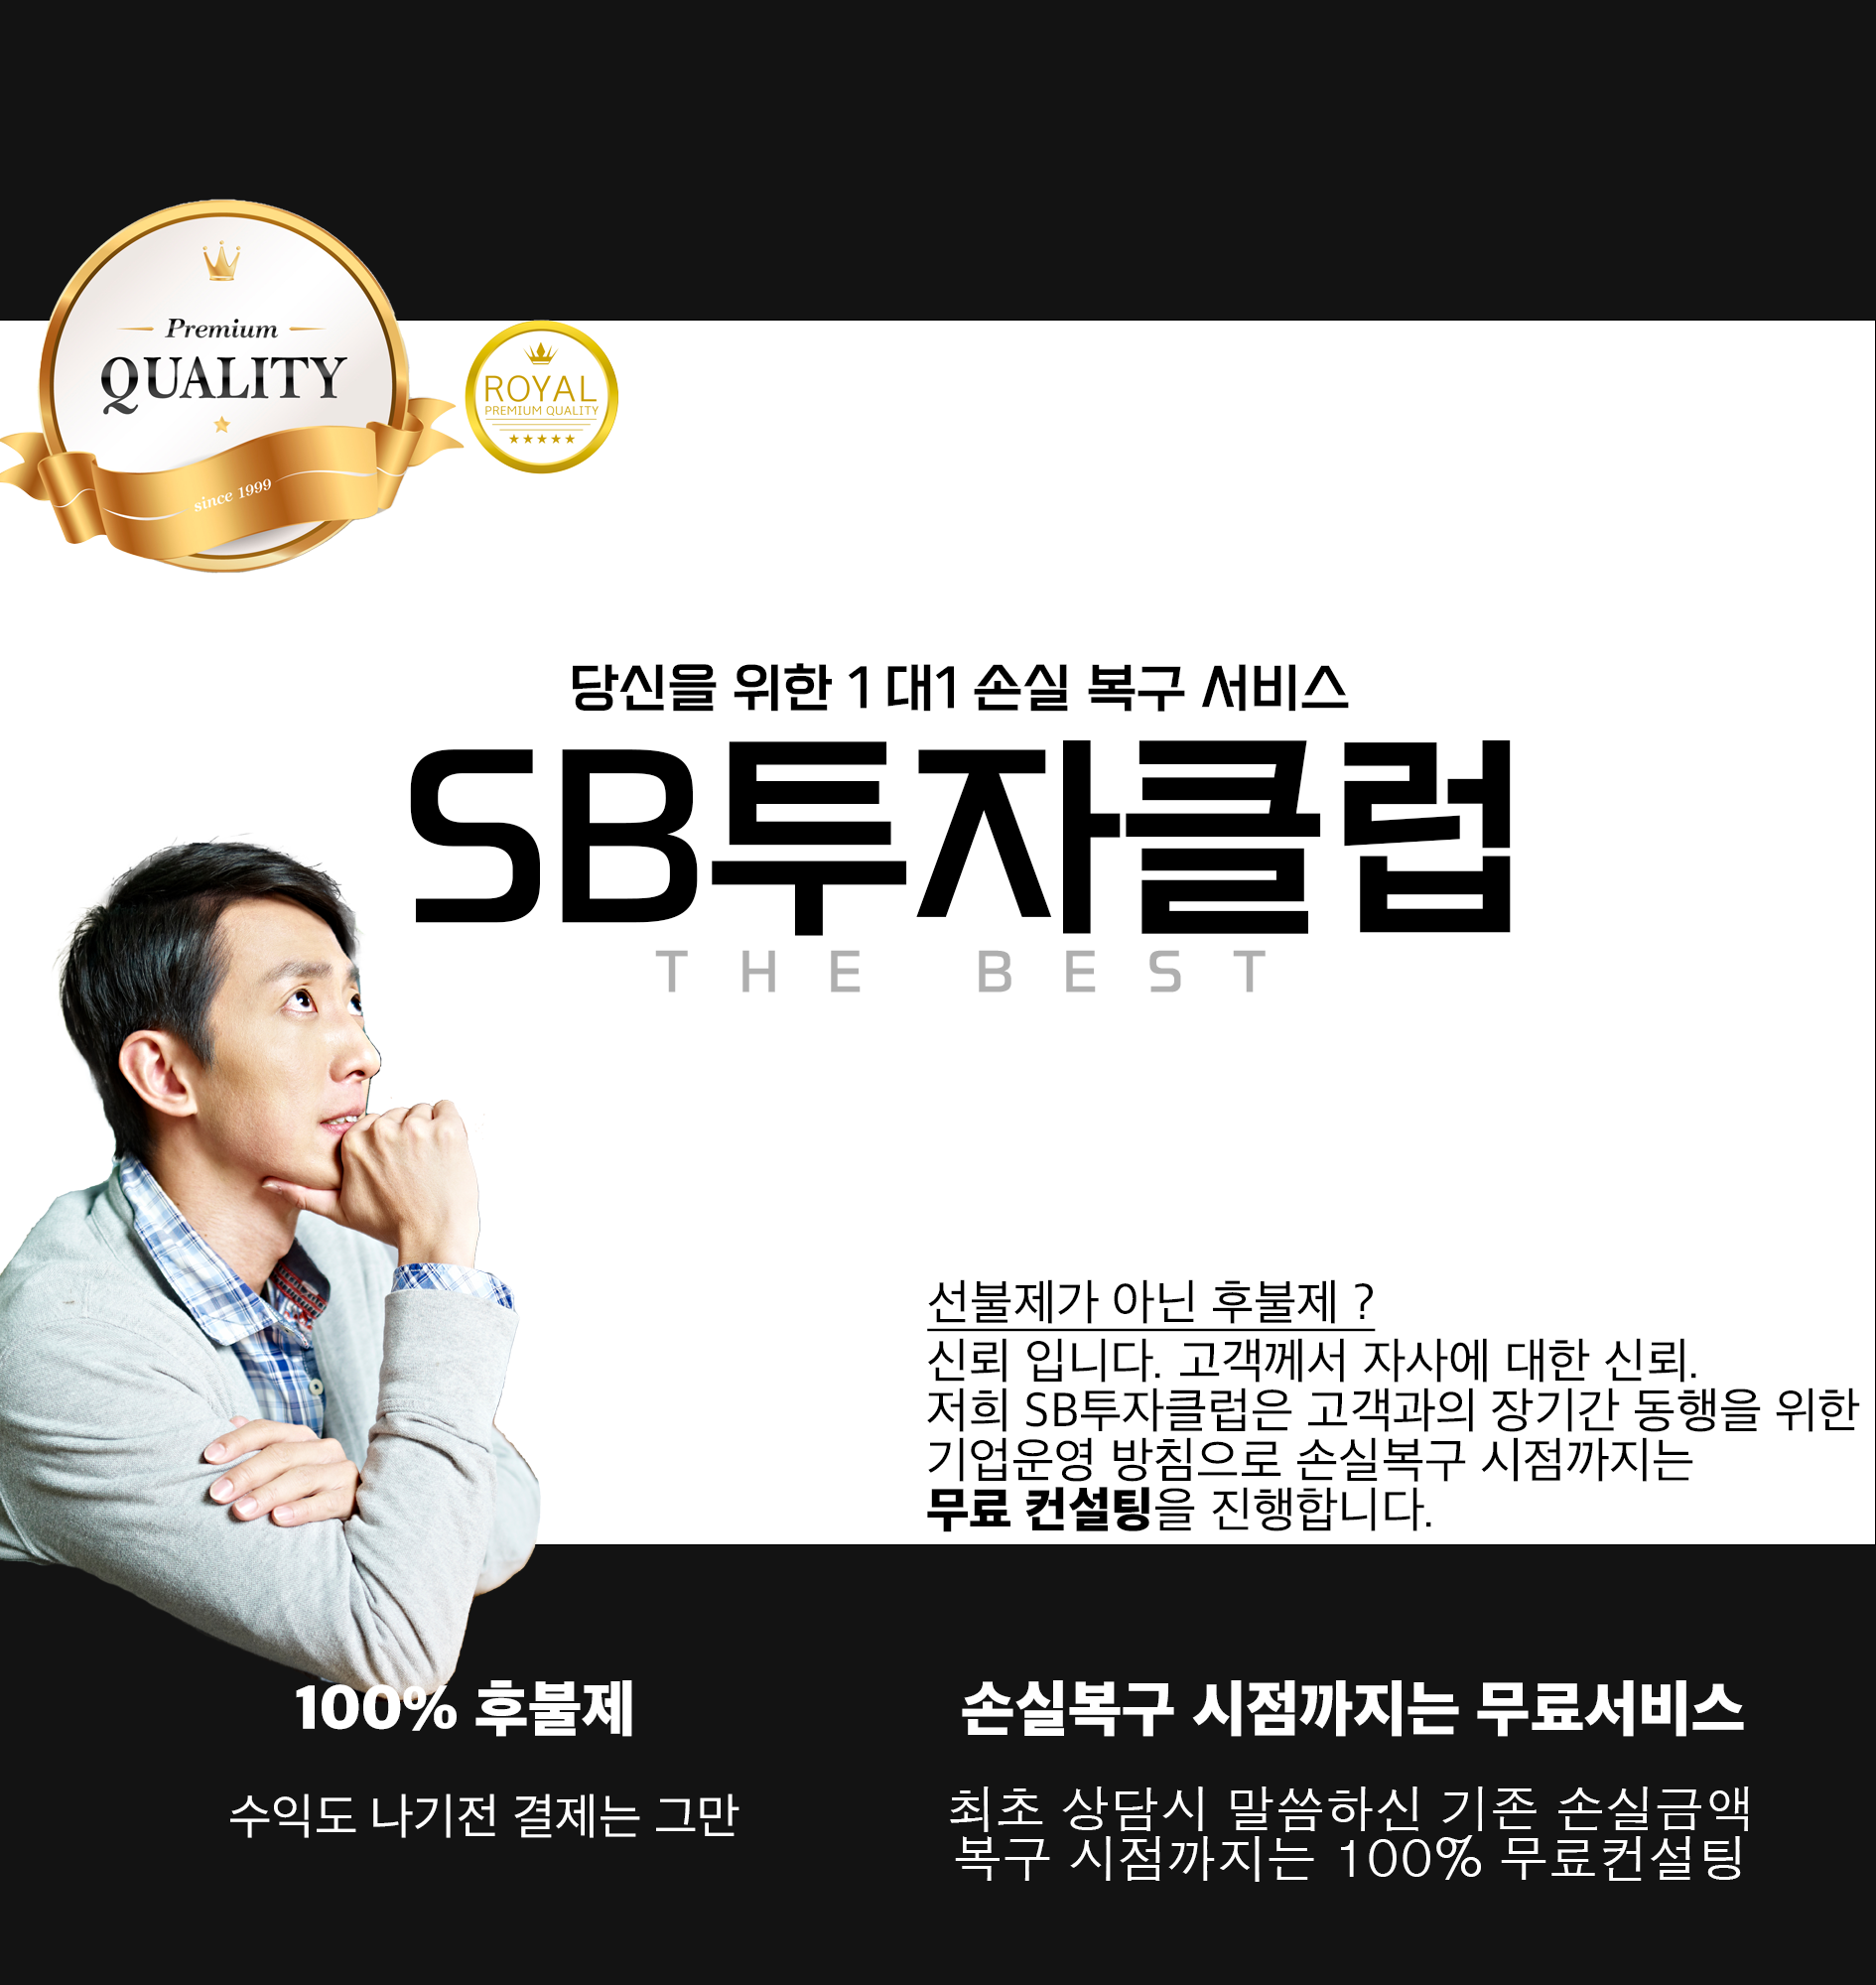 Premium
QUALITY
since 1999
ROYAL
PREMIUM QUALITY
당신을 위한 1대1 손실 복구 서비스
SB투자클럽
THE BEST
선불제가 아닌 후불제 ?
신뢰 입니다. 고객께서 자사에 대한 신뢰.
저희 SB투자클럽은 고객과의 장기간 동행을 위한
기업운영 방침으로 손실복구 시점까지는
무료 컨설팅을 진행합니다.
100% 후불제
수익도 나기전 결제는 그만
손실복구 시점까지는 무료서비스
최초 상담시 말씀하신 기존 손실금액
복구 시점까지는 100% 무료컨설팅